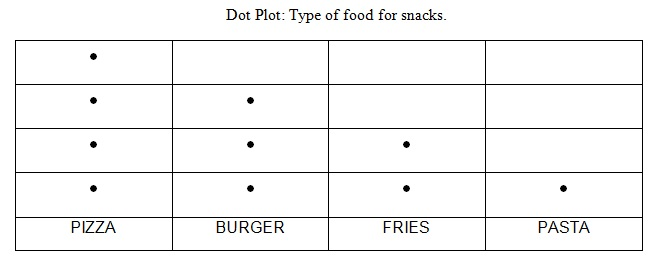 Dot Plot: Type of food for snacks.
PIZZA BURGER FRIES PASTA